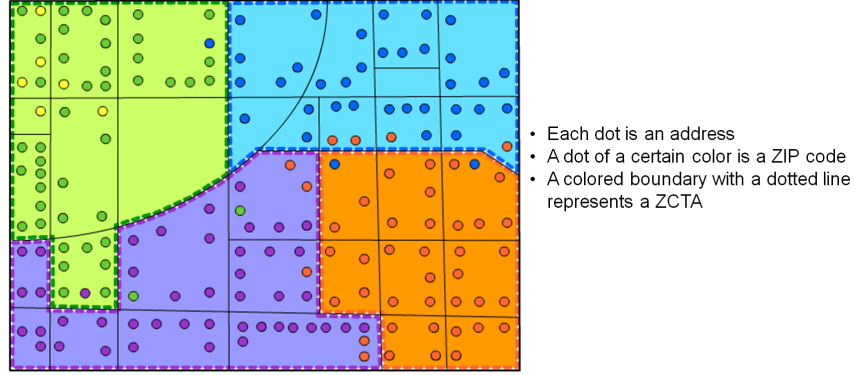 • Each dot is an address
• A dot of a certain color is a ZIP code
• A colored boundary with a dotted line
represents a ZCTA